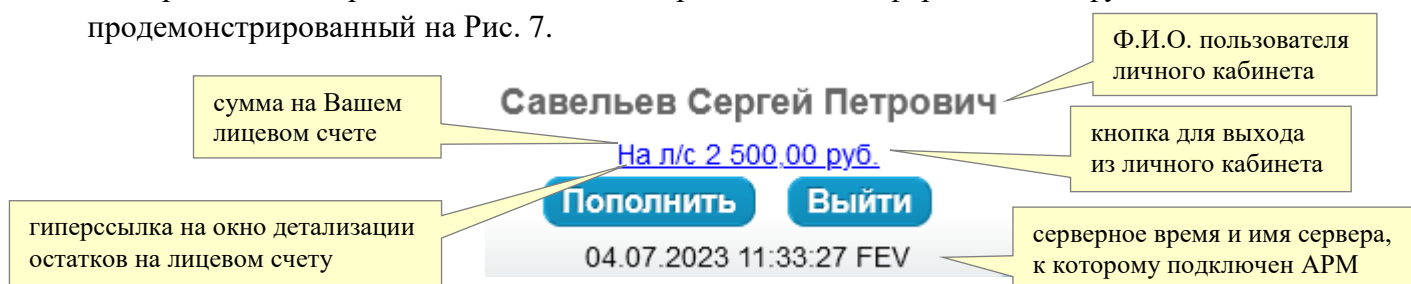 продемонстрированный на Рис. 7.
Ф.И.О. пользователя
личного кабинета
сумма на Вашем
лицевом счете
Савельев Сергей Петрович
кнопка для выхода
из личного кабинета
На л/с 2 500,00 руб.
Пополнить Выйти
гиперссылка на окно детализации
остатков на лицевом счету
04.07.2023 11:33:27 FEV
серверное время и имя сервера,
к которому подключен АРМ